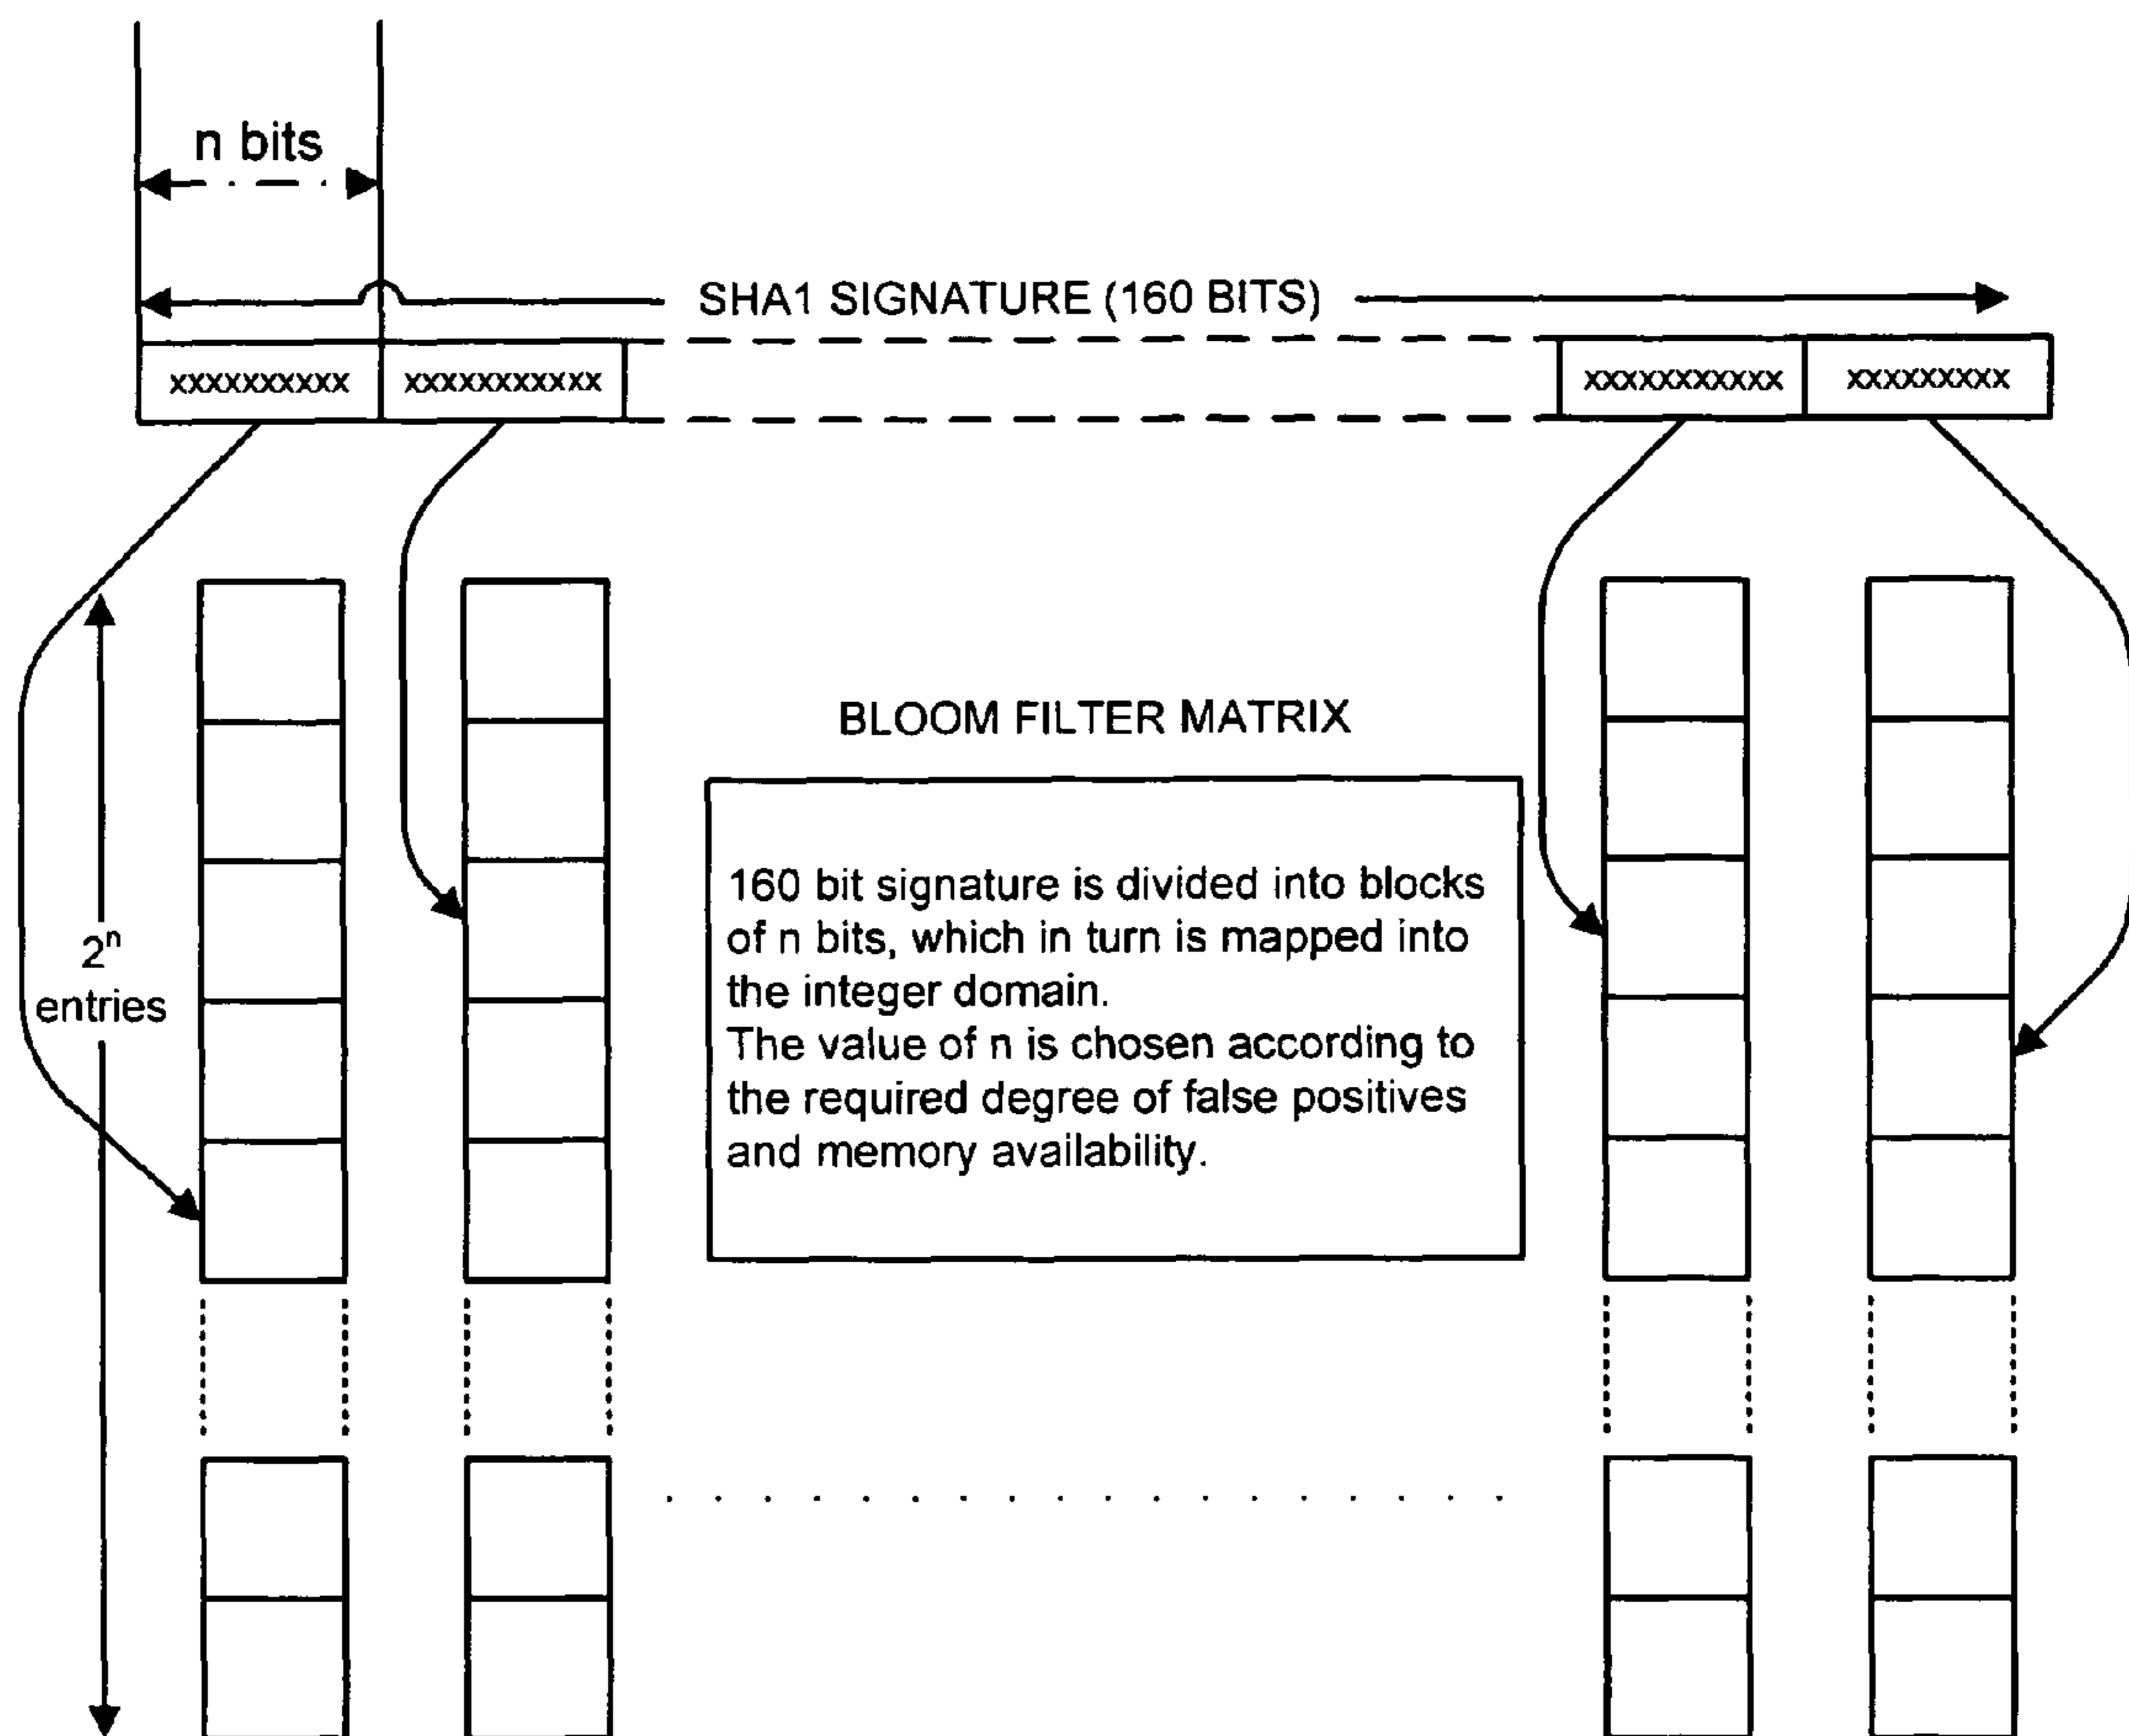 n bits
SHA1 SIGNATURE (160 BITS)
xxxxxxxxxx xxxxxxxxxxx xxxxxxxxxxx xxxxxxxxx
BLOOM FILTER MATRIX
160 bit signature is divided into blocks
of n bits, which in turn is mapped into
the integer domain.
The value of n is chosen according to
the required degree of false positives
and memory availability.
2ⁿ
entries